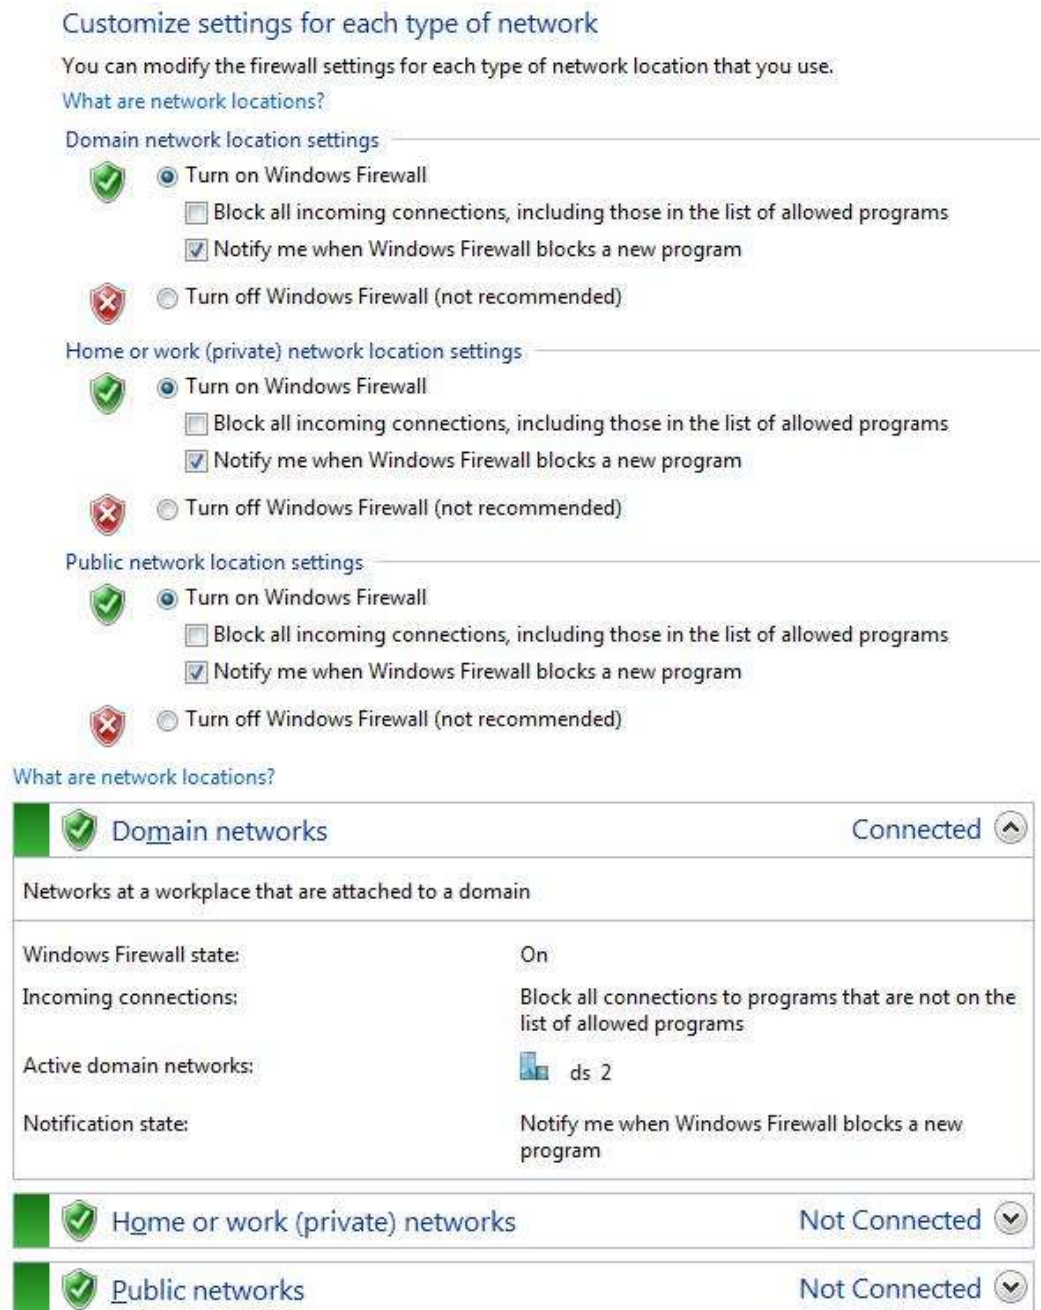 Customize settings for each type of network
You can modify the firewall settings for each type of network location that you use.
What are network locations?
Domain network location settings
Turn on Windows Firewall
Block all incoming connections, including those in the list of allowed programs
Notify me when Windows Firewall blocks a new program
Turn off Windows Firewall (not recommended)
Home or work (private) network location settings
Turn on Windows Firewall
Block all incoming connections, including those in the list of allowed programs
Notify me when Windows Firewall blocks a new program
Turn off Windows Firewall (not recommended)
Public network location settings
Turn on Windows Firewall
Block all incoming connections, including those in the list of allowed programs
Notify me when Windows Firewall blocks a new program
Turn off Windows Firewall (not recommended)
What are network locations?
Domain networks Connected
Networks at a workplace that are attached to a domain
Windows Firewall state: On
Incoming connections: Block all connections to programs that are not on the
list of allowed programs
Active domain networks: ds 2
Notification state: Notify me when Windows Firewall blocks a new
program
Home or work (private) networks Not Connected
Public networks Not Connected